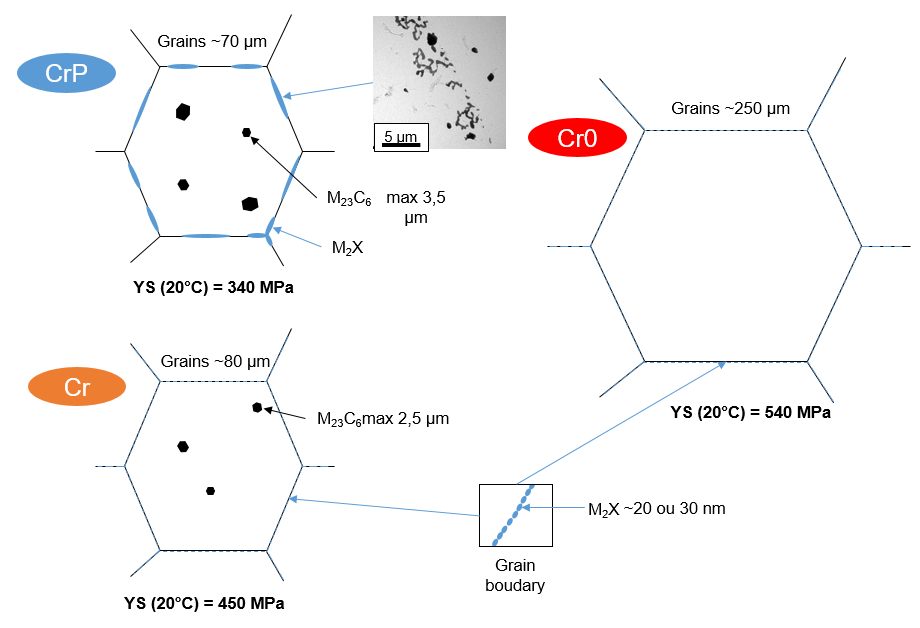 Grains ~70 µm
CrP
5 µm
M₂₃C₆ max 3,5
µm
M₂X
YS (20°C) = 340 MPa
Cr0
Grains ~250 µm
YS (20°C) = 540 MPa
Grains ~80 µm
Cr
M₂₃C₆max 2,5 µm
YS (20°C) = 450 MPa
M₂X ~20 ou 30 nm
Grain
boudary